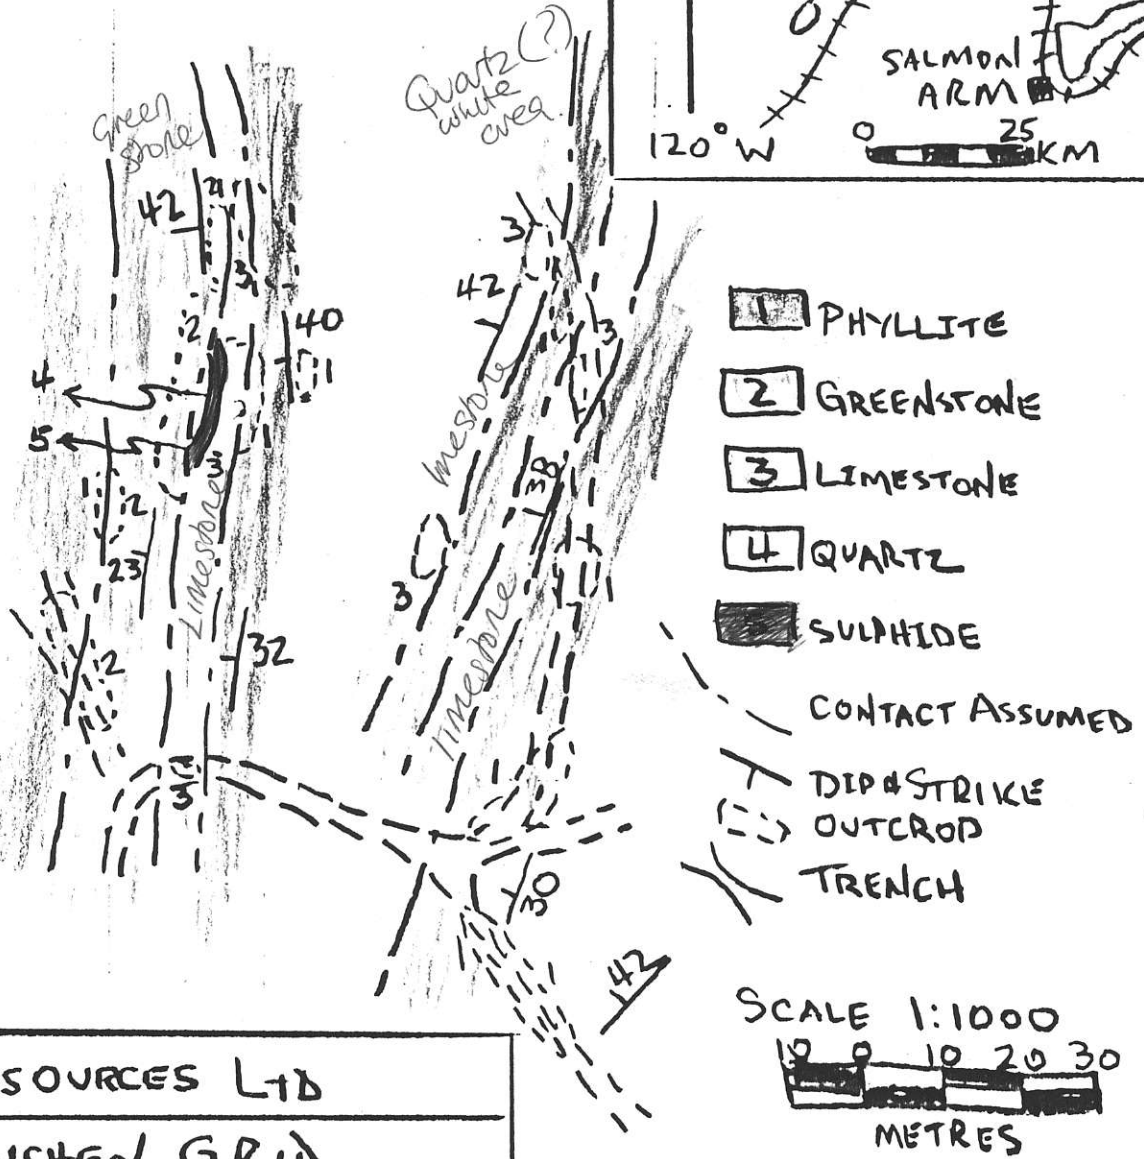 Green
stone
Quartz (?)
white
area
SALMON
ARM
120° W
0 25
KM
42
3
3
2
40
4
5
3
2
23
32
2
3
Limestone
3
42
3
limestone
38
3
limestone
30
42
1 PHYLLITE
2 GREENSTONE
3 LIMESTONE
4 QUARTZ
SULPHIDE
CONTACT ASSUMED
DIP & STRIKE
OUTCROP
TRENCH
SCALE 1:1000
10 0 10 20 30
METRES
SOURCES LTD